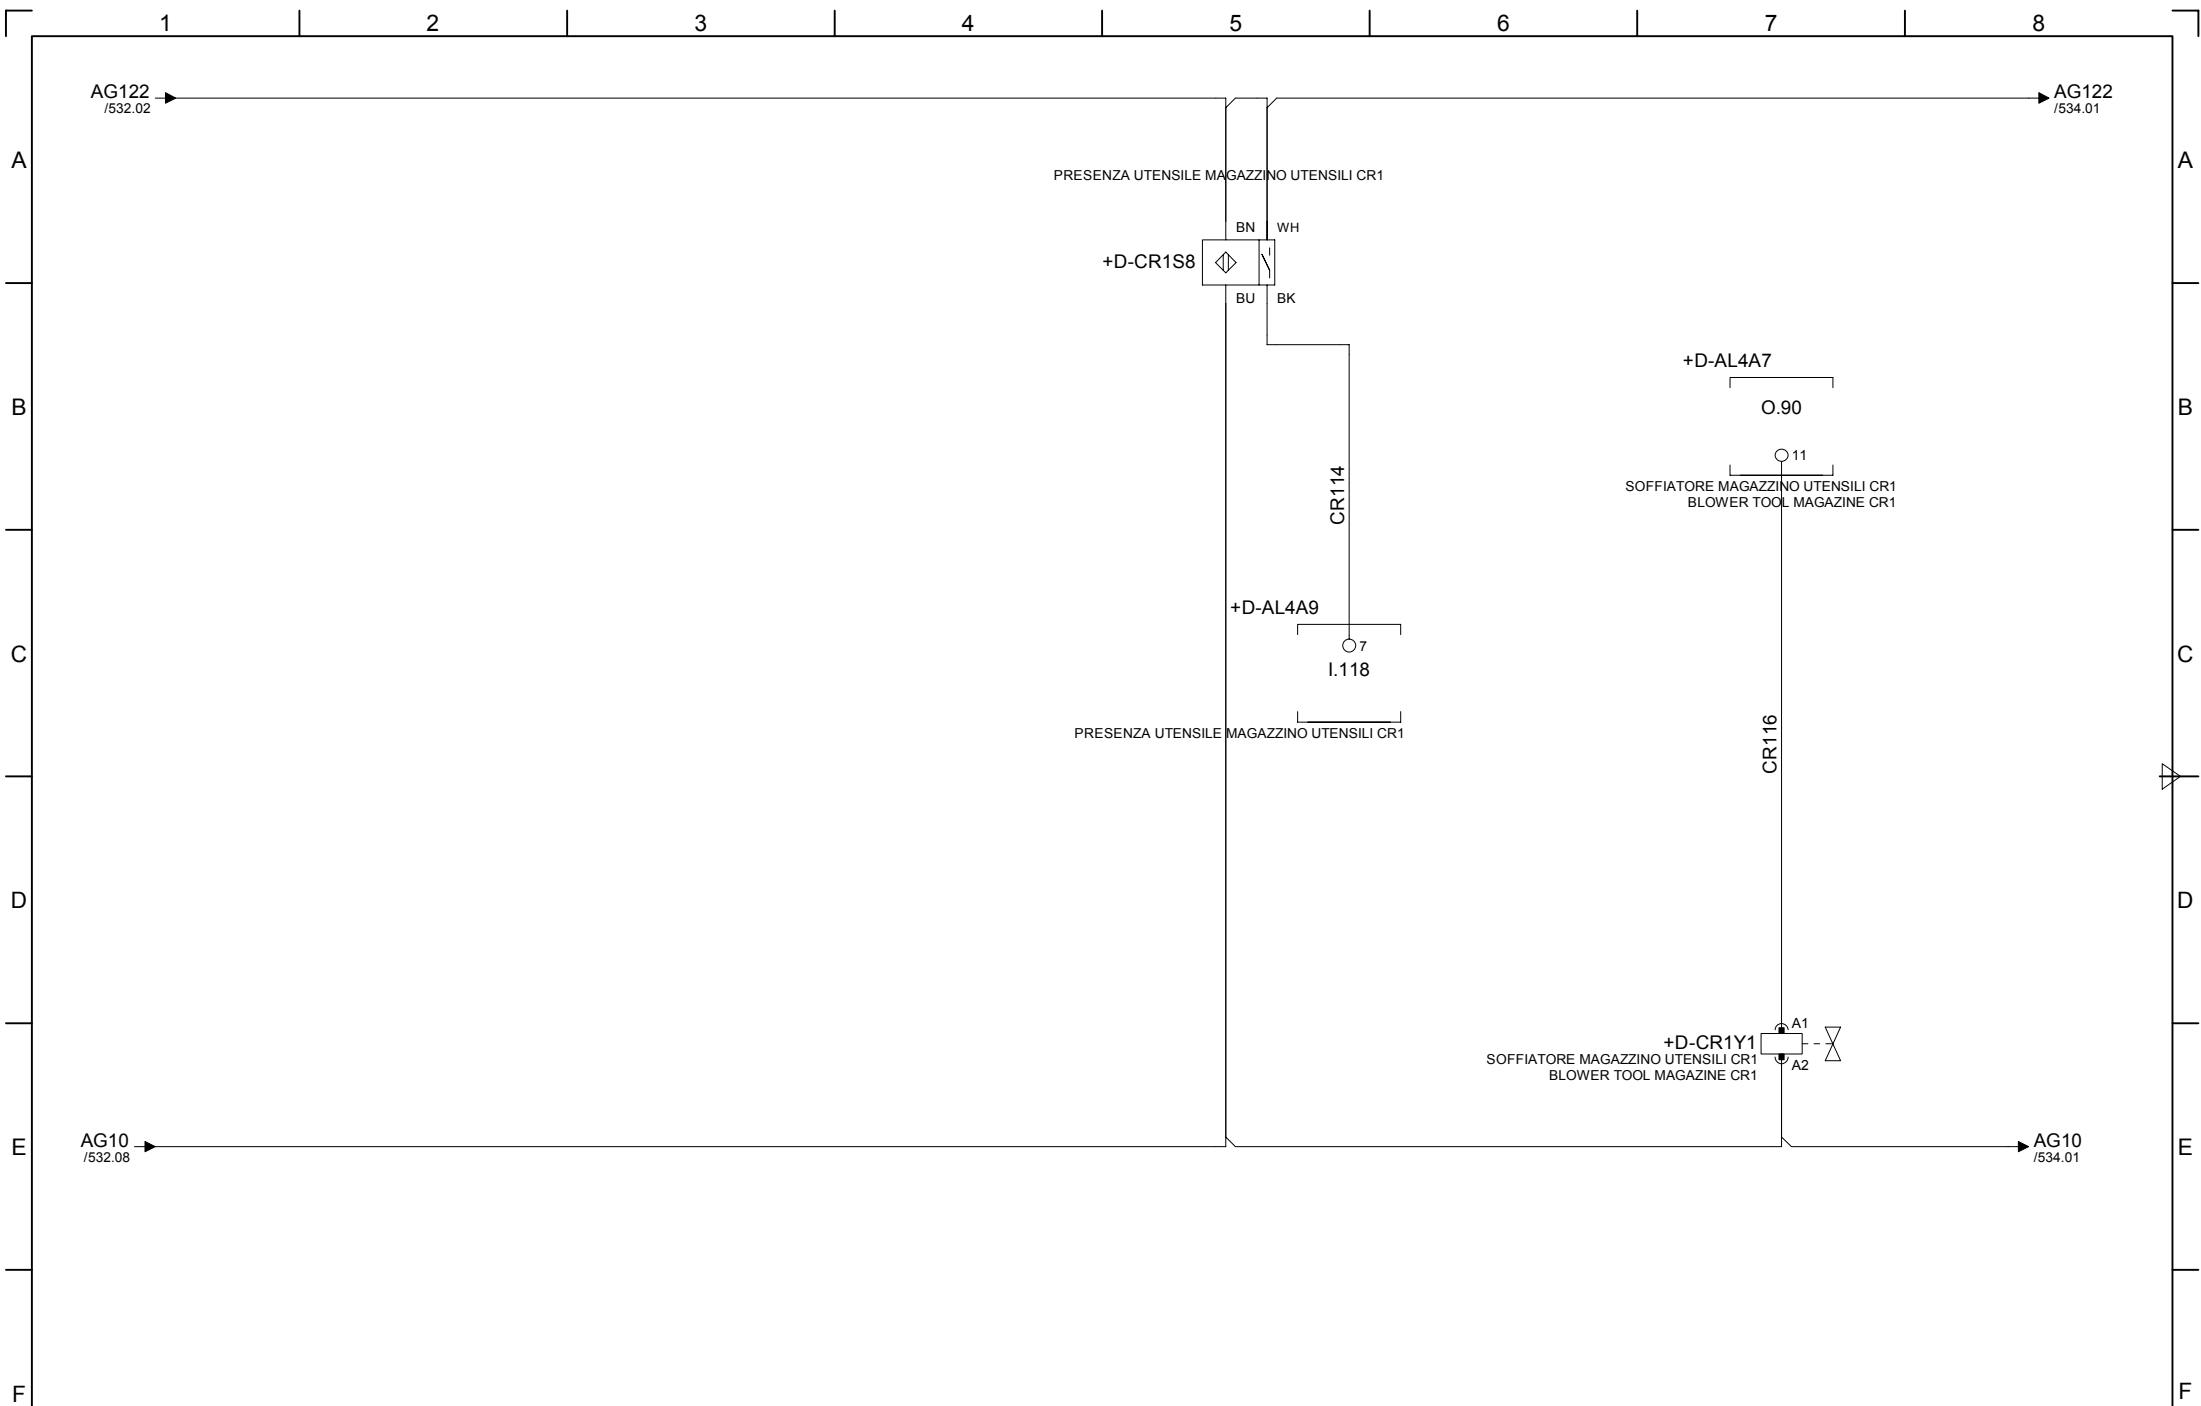 1 2 3 4 5 6 7 8
AG122
/532.02
AG122
/534.01
A A
PRESENZA UTENSILE MAGAZZINO UTENSILI CR1
BN WH
+D-CR1S8
BU BK
+D-AL4A7
B B
O.90
11
SOFFIATORE MAGAZZINO UTENSILI CR1
BLOWER TOOL MAGAZINE CR1
CR114
+D-AL4A9
7
C C
I.118
PRESENZA UTENSILE MAGAZZINO UTENSILI CR1
CR116
D D
A1
+D-CR1Y1
SOFFIATORE MAGAZZINO UTENSILI CR1
A2
BLOWER TOOL MAGAZINE CR1
E E
AG10
/532.08
AG10
/534.01
F F